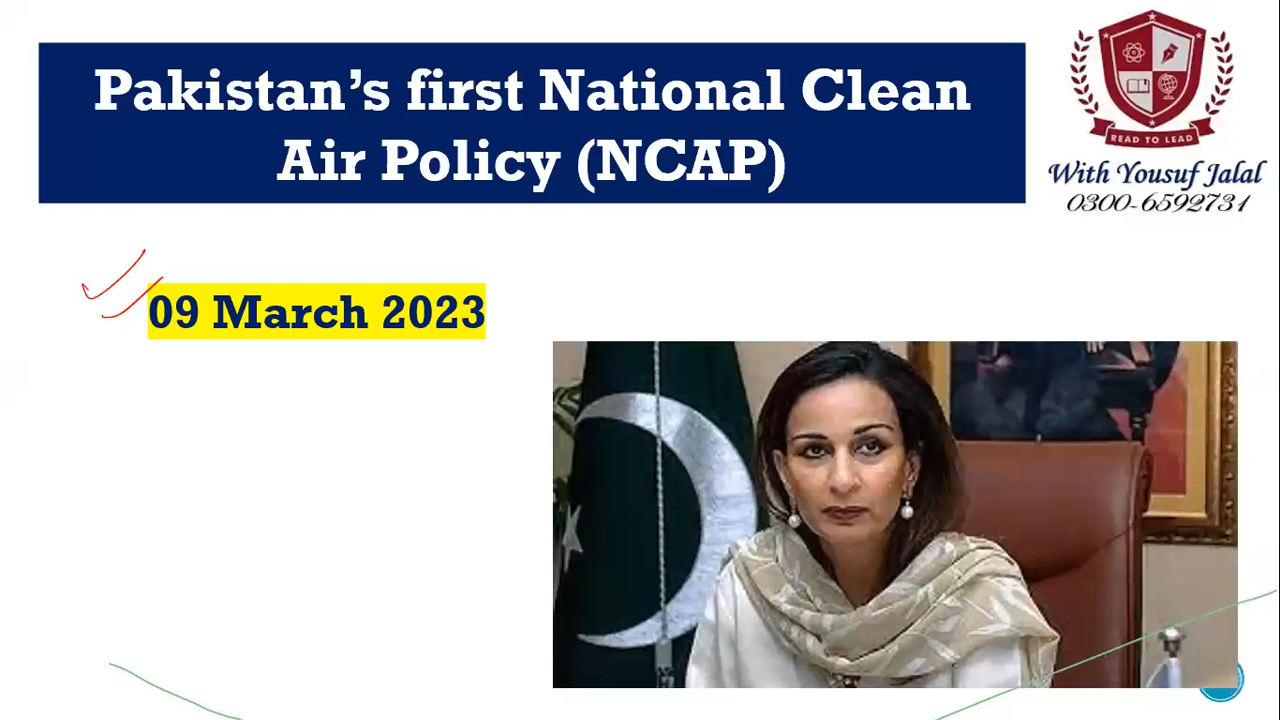 Pakistan’s first National Clean
Air Policy (NCAP)
READ TO LEAD
With Yousuf Jalal
0300-6592731
09 March 2023